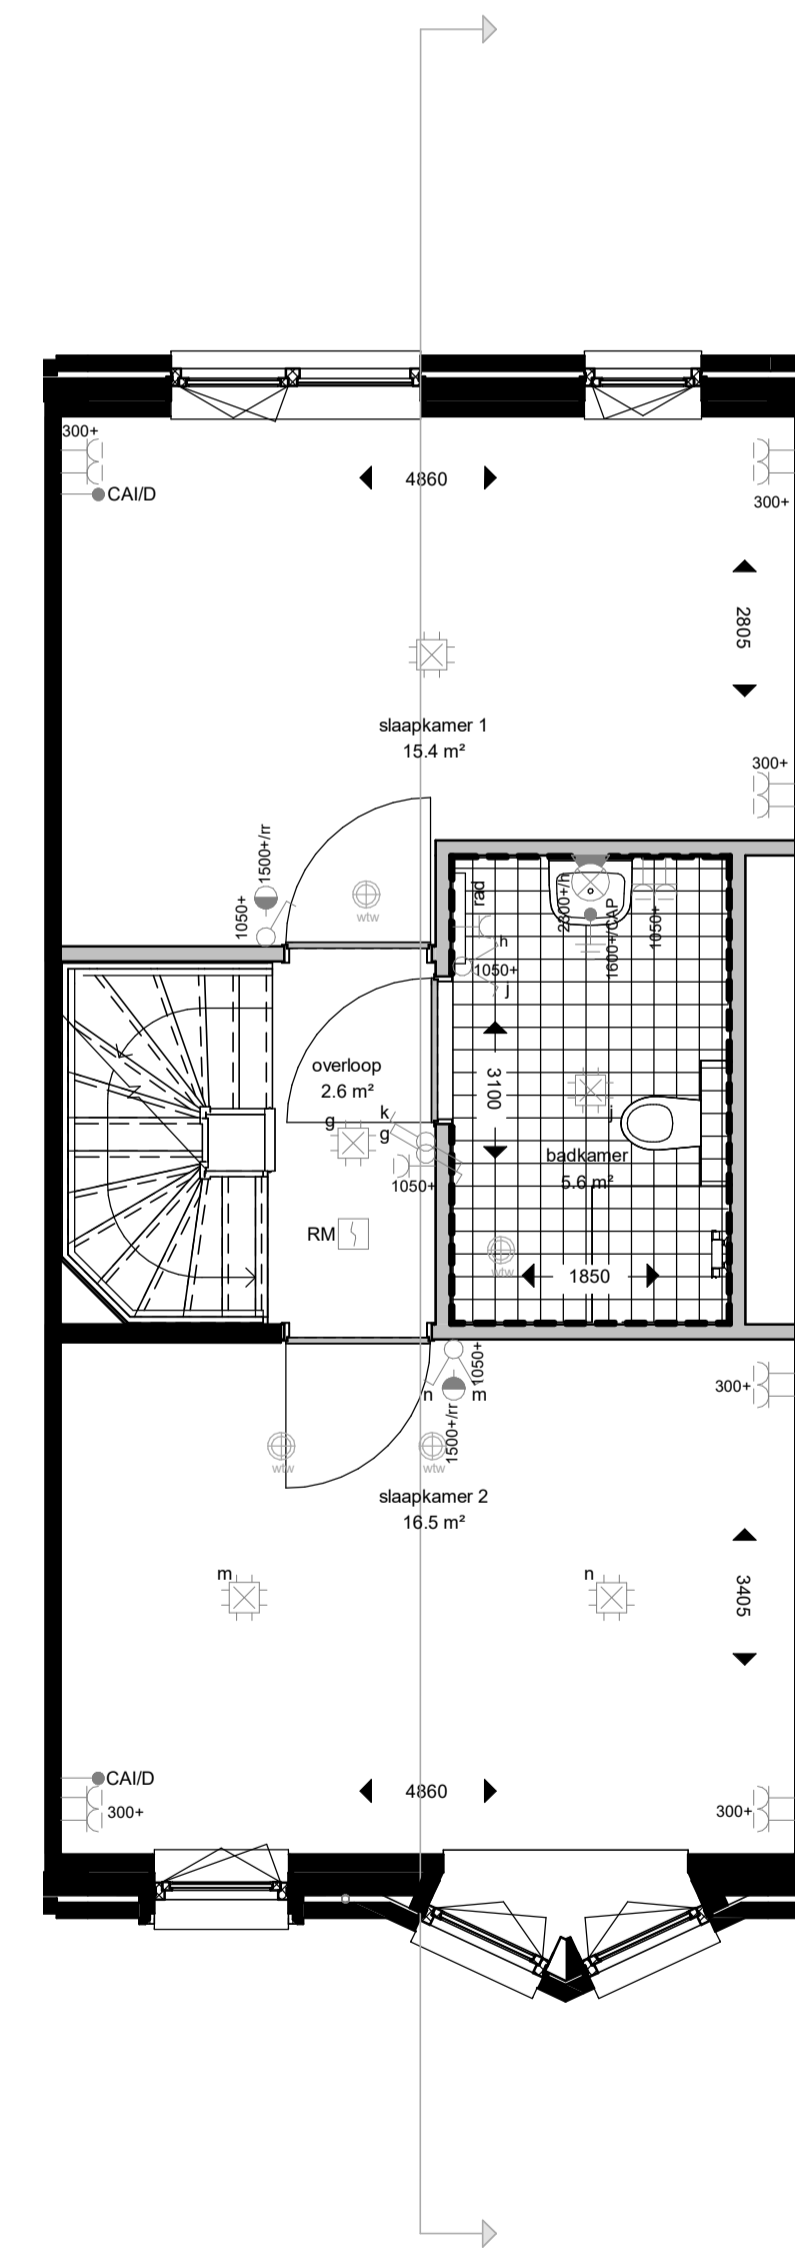 300+
CAI/D
4860
300+
2805
slaapkamer 1
15.4 m²
300+
1500+/rr
1050+
wtw
rad
2300+/h
1600+/CAP
1050+
h
1050+
j
overloop
2.6 m²
3100
g
k
g
j
badkamer
5.6 m²
1050+
RM
wtw
1850
1050+
n
m
1500+/rr
300+
wtw
wtw
slaapkamer 2
16.5 m²
m
n
3405
CAI/D
300+
4860
300+